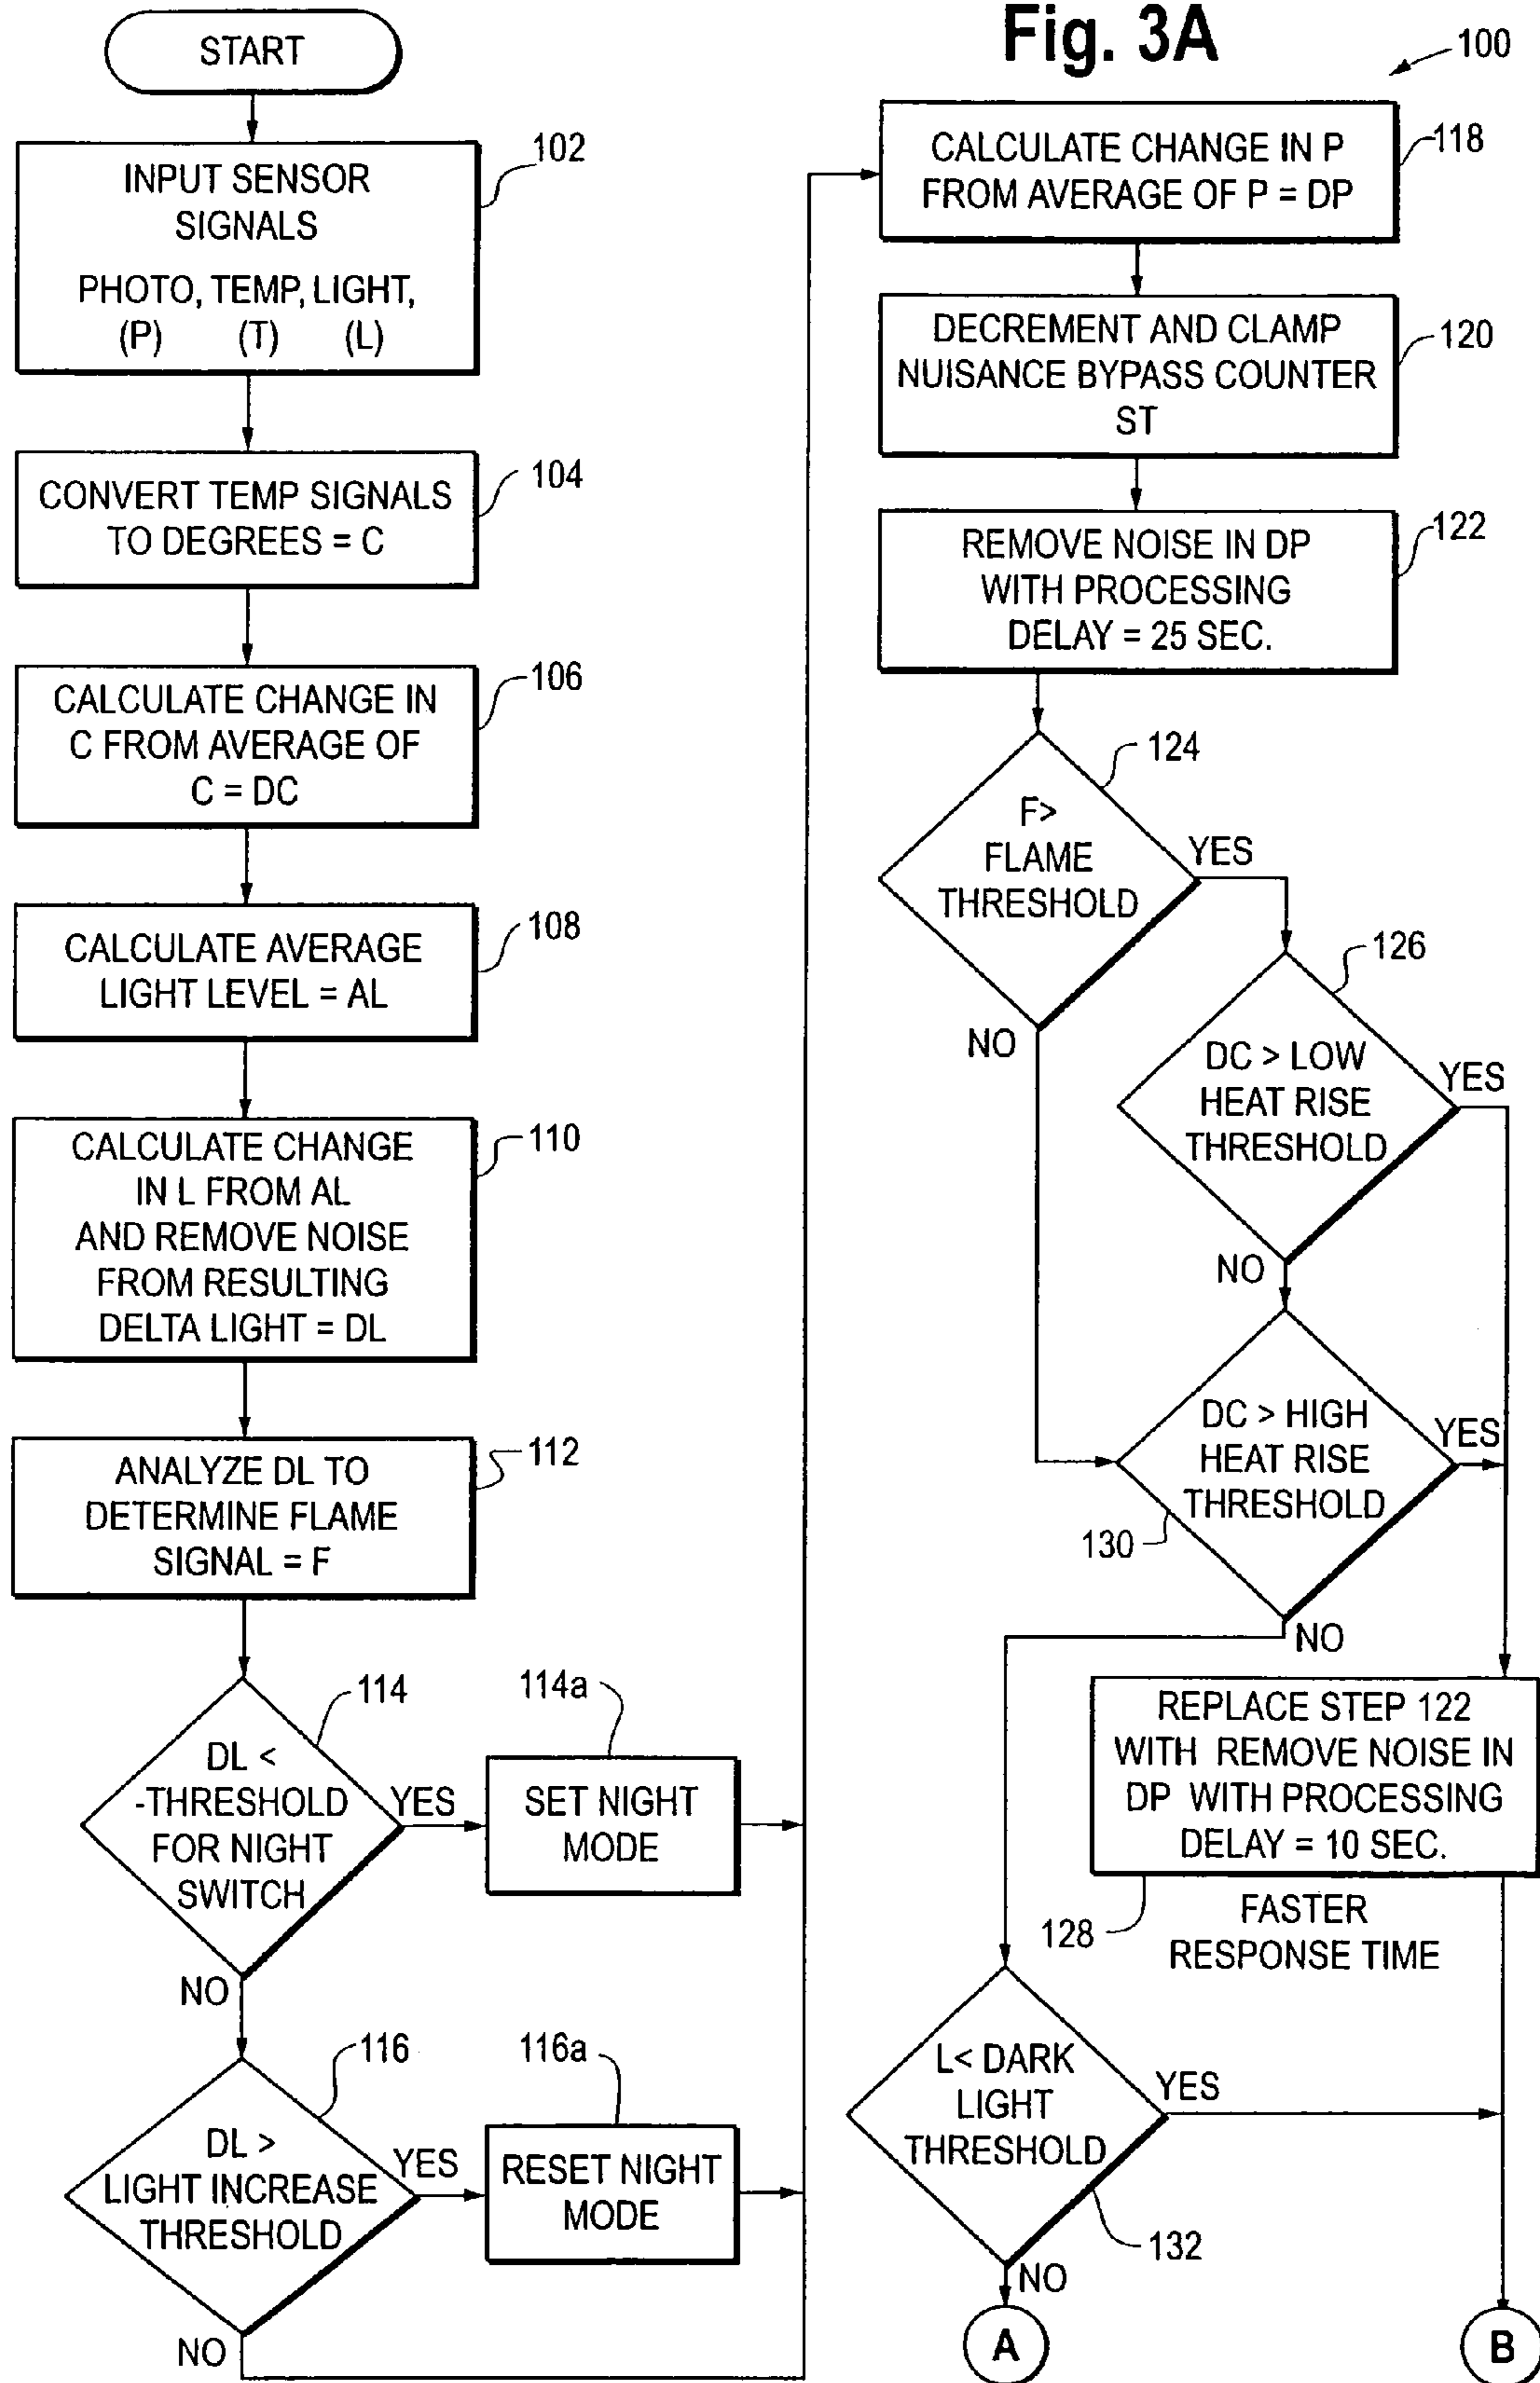 Fig. 3A
100
START
INPUT SENSOR
SIGNALS
PHOTO, TEMP, LIGHT,
(P) (T) (L)
102
CONVERT TEMP SIGNALS
TO DEGREES = C
104
CALCULATE CHANGE IN
C FROM AVERAGE OF
C = DC
106
CALCULATE AVERAGE
LIGHT LEVEL = AL
108
CALCULATE CHANGE
IN L FROM AL
AND REMOVE NOISE
FROM RESULTING
DELTA LIGHT = DL
110
ANALYZE DL TO
DETERMINE FLAME
SIGNAL = F
112
DL <
-THRESHOLD
FOR NIGHT
SWITCH
114
YES
NO
SET NIGHT
MODE
114a
DL >
LIGHT INCREASE
THRESHOLD
116
YES
NO
RESET NIGHT
MODE
116a
CALCULATE CHANGE IN P
FROM AVERAGE OF P = DP
118
DECREMENT AND CLAMP
NUISANCE BYPASS COUNTER
ST
120
REMOVE NOISE IN DP
WITH PROCESSING
DELAY = 25 SEC.
122
F>
FLAME
THRESHOLD
124
YES
NO
DC > LOW
HEAT RISE
THRESHOLD
126
YES
NO
DC > HIGH
HEAT RISE
THRESHOLD
130
YES
NO
REPLACE STEP 122
WITH REMOVE NOISE IN
DP WITH PROCESSING
DELAY = 10 SEC.
128
FASTER
RESPONSE TIME
L< DARK
LIGHT
THRESHOLD
132
YES
NO
A
B